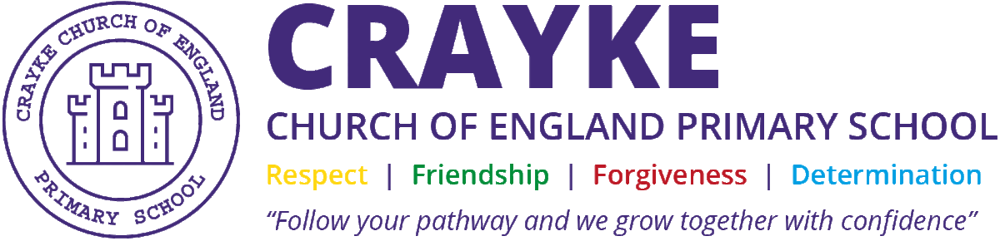 CRAYKE CHURCH OF ENGLAND
PRIMARY SCHOOL
CRAYKE
CHURCH OF ENGLAND PRIMARY SCHOOL
Respect | Friendship | Forgiveness | Determination
“Follow your pathway and we grow together with confidence”